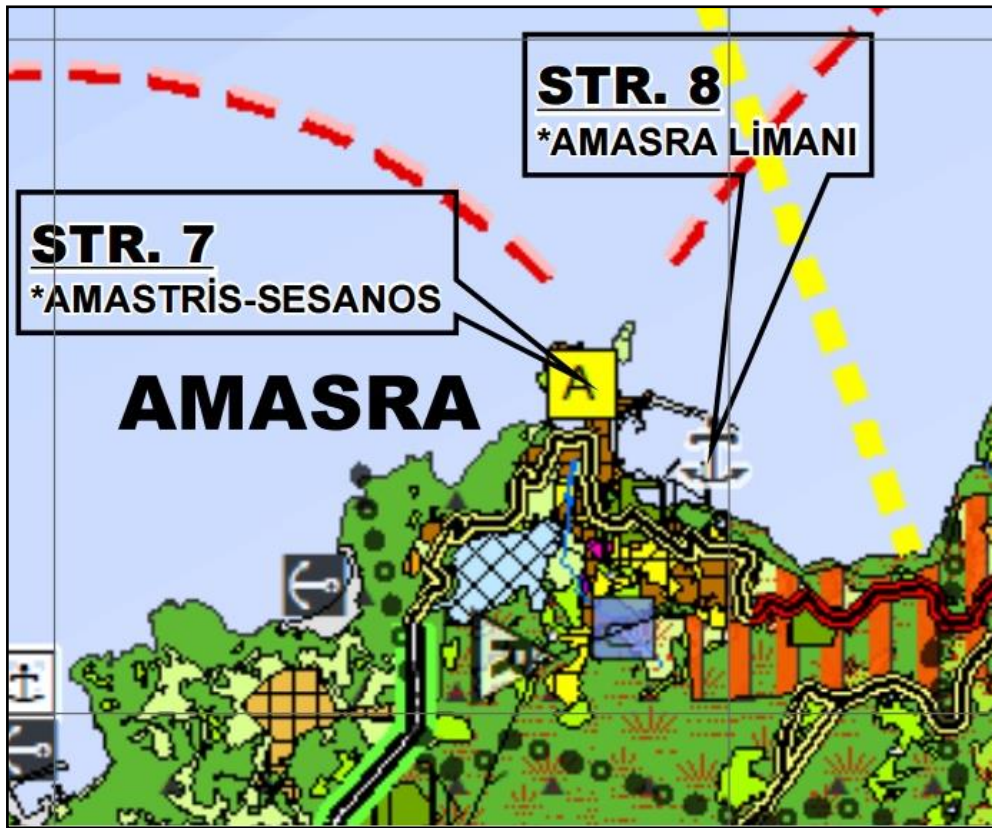 STR. 8
*AMASRA LİMANI
STR. 7
*AMASTRİS-SESANOS
A
AMASRA
R